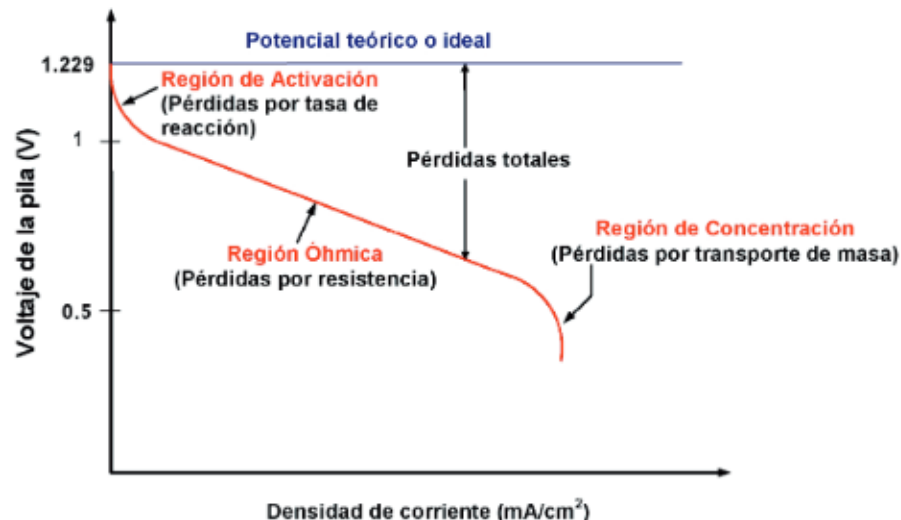 Potencial teórico o ideal
1.229
Región de Activación
(Pérdidas por tasa de
reacción)
1
Pérdidas totales
Voltaje de la pila (V)
Región de Concentración
(Pérdidas por transporte de masa)
Región Óhmica
(Pérdidas por resistencia)
0.5
Densidad de corriente (mA/cm²)